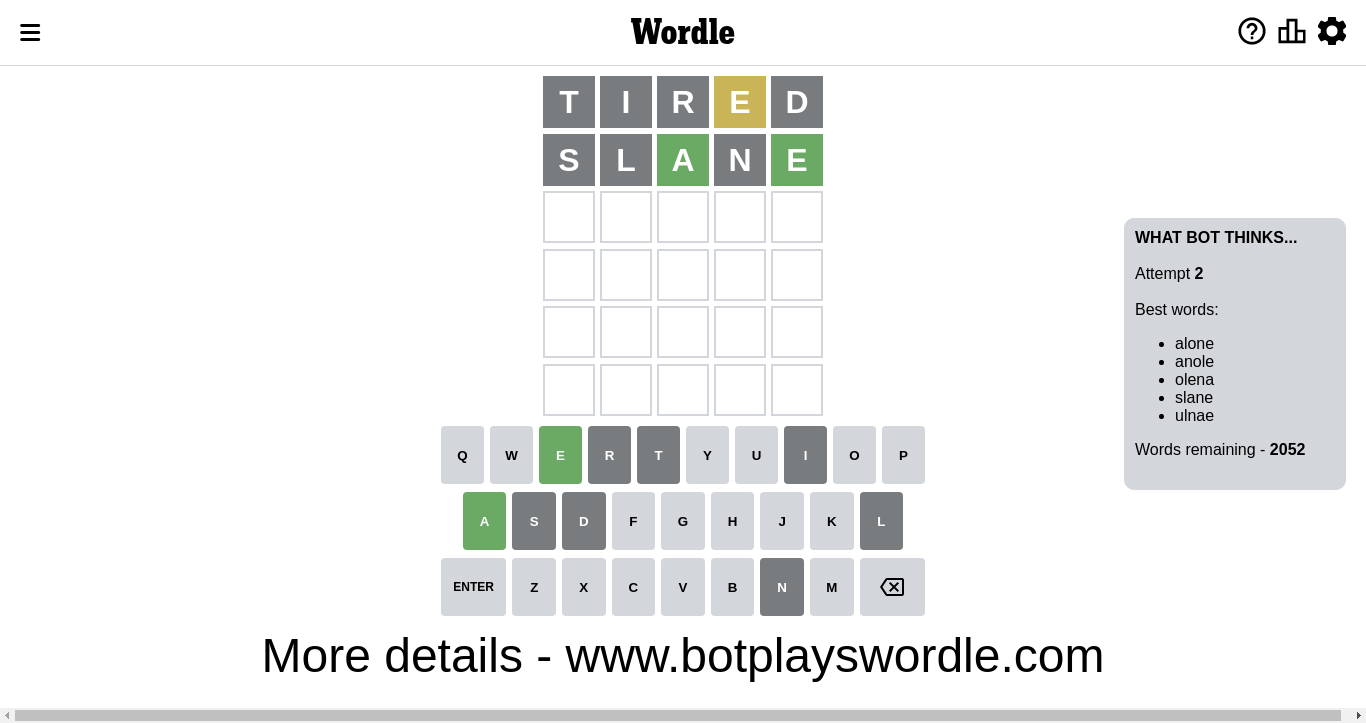 Wordle
T I R E D
S L A N E
WHAT BOT THINKS...
Attempt 2
Best words:
alone
anole
olena
slane
ulnae
Words remaining - 2052
Q W E R T Y U I O P
A S D F G H J K L
ENTER Z X C V B N M
More details - www.botplayswordle.com